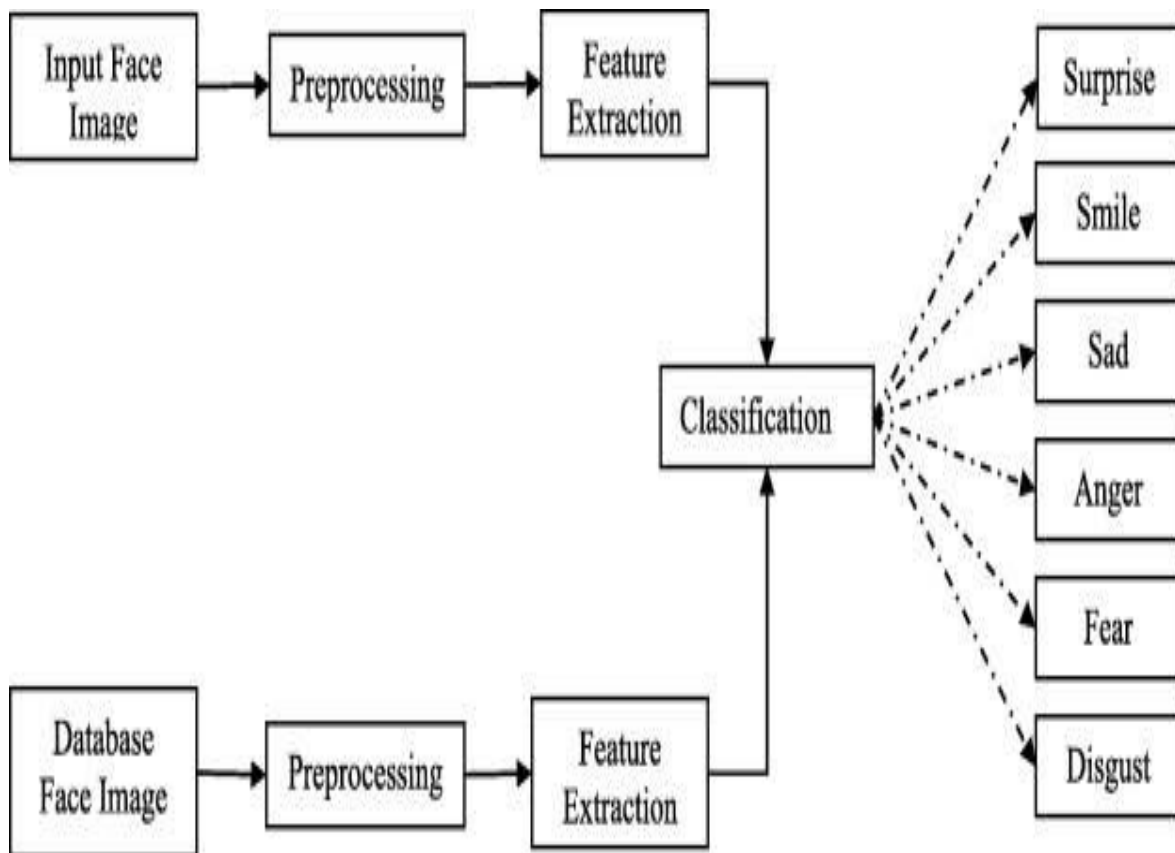 Input Face
Image
Preprocessing
Feature
Extraction
Classification
Surprise
Smile
Sad
Anger
Fear
Disgust
Database
Face Image
Preprocessing
Feature
Extraction